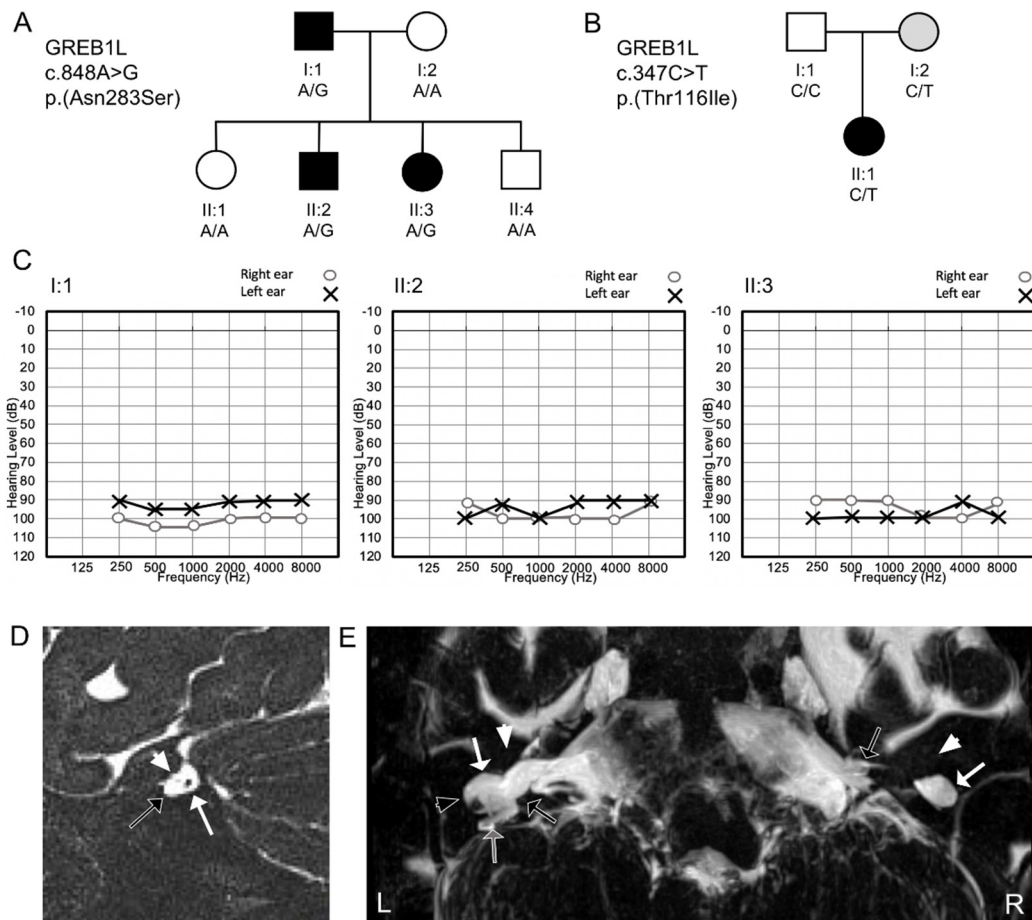 A
GREB1L
c.848A>G
p.(Asn283Ser)
I:1
A/G
I:2
A/A
II:1
A/A
II:2
A/G
II:3
A/G
II:4
A/A
B
GREB1L
c.347C>T
p.(Thr116Ile)
I:1
C/C
I:2
C/T
II:1
C/T
C
I:1
Right ear
Left ear
-10
0
10
20
30
40
50
60
70
80
90
100
110
120
Hearing Level (dB)
125 250 500 1000 2000 4000 8000
Frequency (Hz)
II:2
Right ear
Left ear
-10
0
10
20
30
40
50
60
70
80
90
100
110
120
Hearing Level (dB)
125 250 500 1000 2000 4000 8000
Frequency (Hz)
II:3
Right ear
Left ear
-10
0
10
20
30
40
50
60
70
80
90
100
110
120
Hearing Level (dB)
125 250 500 1000 2000 4000 8000
Frequency (Hz)
D
E
L
R